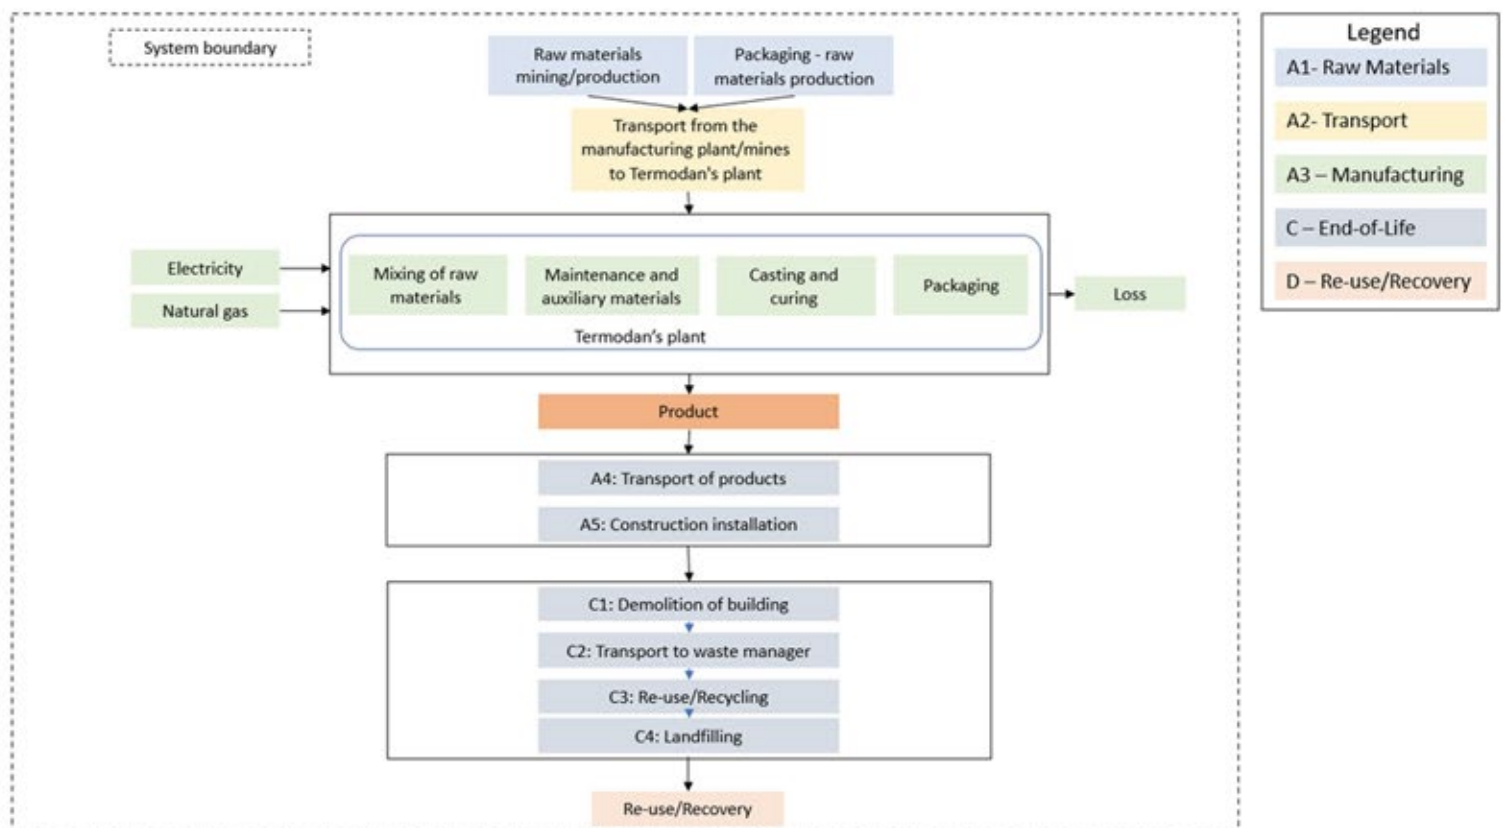 System boundary
Raw materials
mining/production
Packaging - raw
materials production
Transport from the
manufacturing plant/mines
to Termodan's plant
Electricity
Natural gas
Mixing of raw
materials
Maintenance and
auxiliary materials
Casting and
curing
Packaging
Termodan's plant
Loss
Product
A4: Transport of products
A5: Construction installation
C1: Demolition of building
C2: Transport to waste manager
C3: Re-use/Recycling
C4: Landfilling
Re-use/Recovery
Legend
A1- Raw Materials
A2- Transport
A3 – Manufacturing
C – End-of-Life
D – Re-use/Recovery